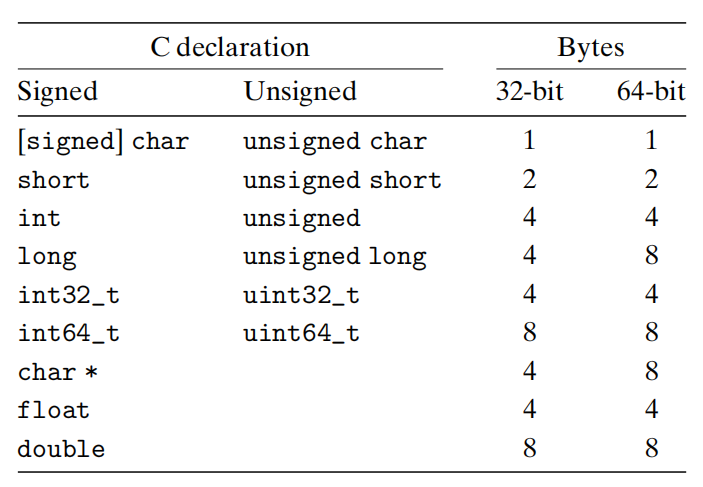 C declaration Bytes
Signed Unsigned 32-bit 64-bit
[signed] char unsigned char 1 1
short unsigned short 2 2
int unsigned 4 4
long unsigned long 4 8
int32_t uint32_t 4 4
int64_t uint64_t 8 8
char * 4 8
float 4 4
double 8 8